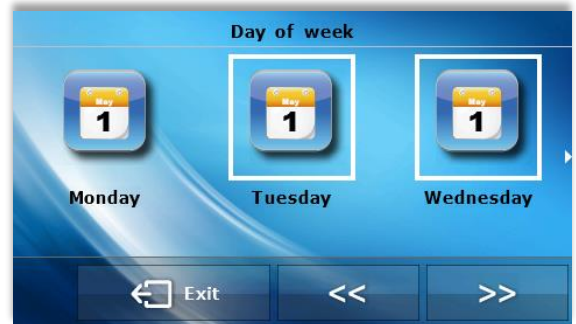 Day of week
May
1
May
1
May
1
Monday
Tuesday
Wednesday
Exit
<<
>>